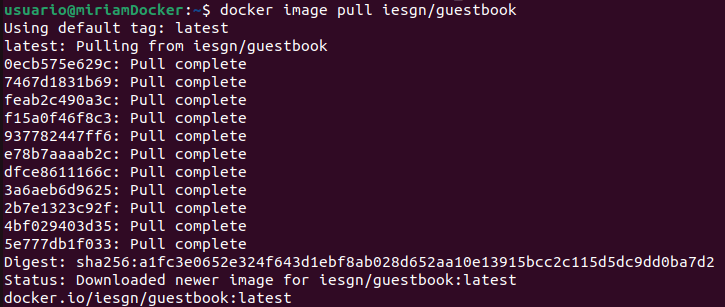 usuario@miriamDocker:~$ docker image pull iesgn/guestbook
Using default tag: latest
latest: Pulling from iesgn/guestbook
0ecb575e629c: Pull complete
7467d1831b69: Pull complete
feab2c490a3c: Pull complete
f15a0f46f8c3: Pull complete
937782447ff6: Pull complete
e78b7aaaab2c: Pull complete
dfce8611166c: Pull complete
3a6aeb6d9625: Pull complete
2b7e1323c92f: Pull complete
4bf029403d35: Pull complete
5e777db1f033: Pull complete
Digest: sha256:a1fc3e0652e324f643d1ebf8ab028d652aa10e13915bcc2c115d5dc9dd0ba7d2
Status: Downloaded newer image for iesgn/guestbook:latest
docker.io/iesgn/guestbook:latest